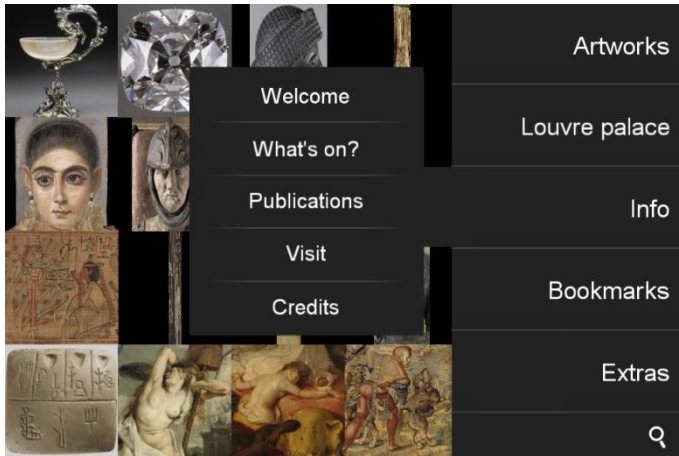 Artworks
Louvre palace
Info
Bookmarks
Extras
Welcome
What's on?
Publications
Visit
Credits